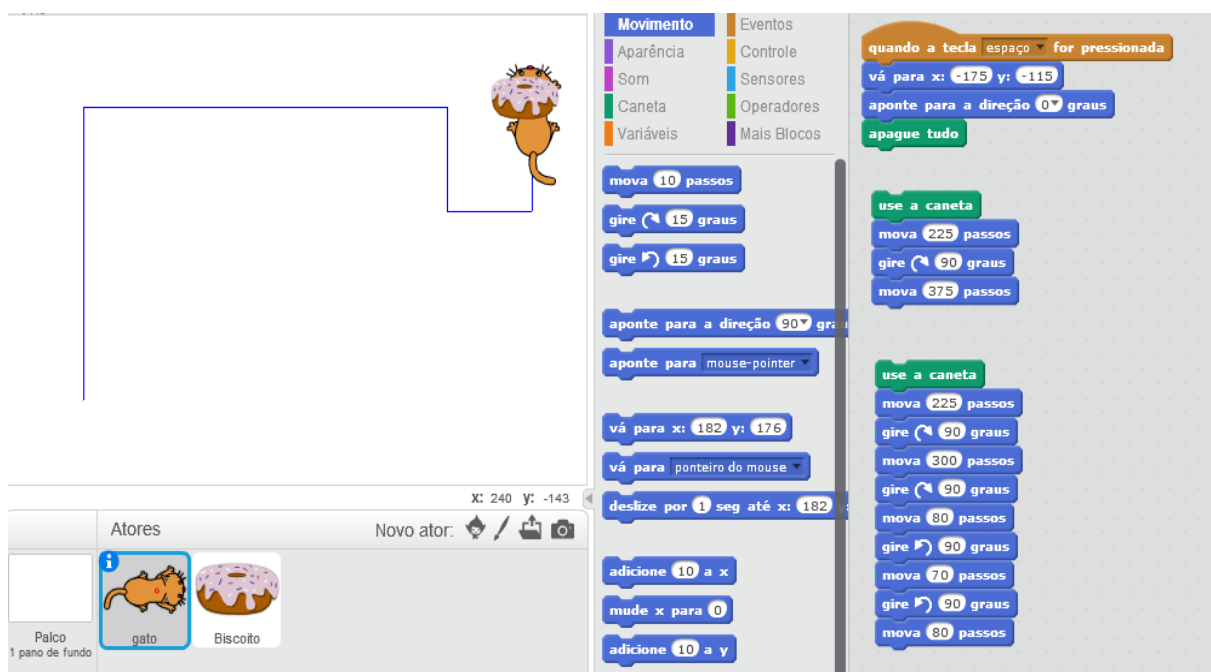 X: 240 y: -143
Atores
Novo ator:
Palco
1 pano de fundo
gato
Biscoito
Movimento
Aparência
Som
Caneta
Variáveis
Eventos
Controle
Sensores
Operadores
Mais Blocos
mova 10 passos
gire 15 graus
gire 15 graus
aponte para a direção 90 gra
aponte para mouse-pointer
vá para x: 182 y: 176
vá para ponteiro do mouse
deslize por 1 seg até x: 182
adicione 10 a x
mude x para 0
adicione 10 a y
quando a tecla espaço for pressionada
vá para x: -175 y: -115
aponte para a direção 0 graus
apague tudo
use a caneta
mova 225 passos
gire 90 graus
mova 375 passos
use a caneta
mova 225 passos
gire 90 graus
mova 300 passos
gire 90 graus
mova 80 passos
gire 90 graus
mova 70 passos
gire 90 graus
mova 80 passos